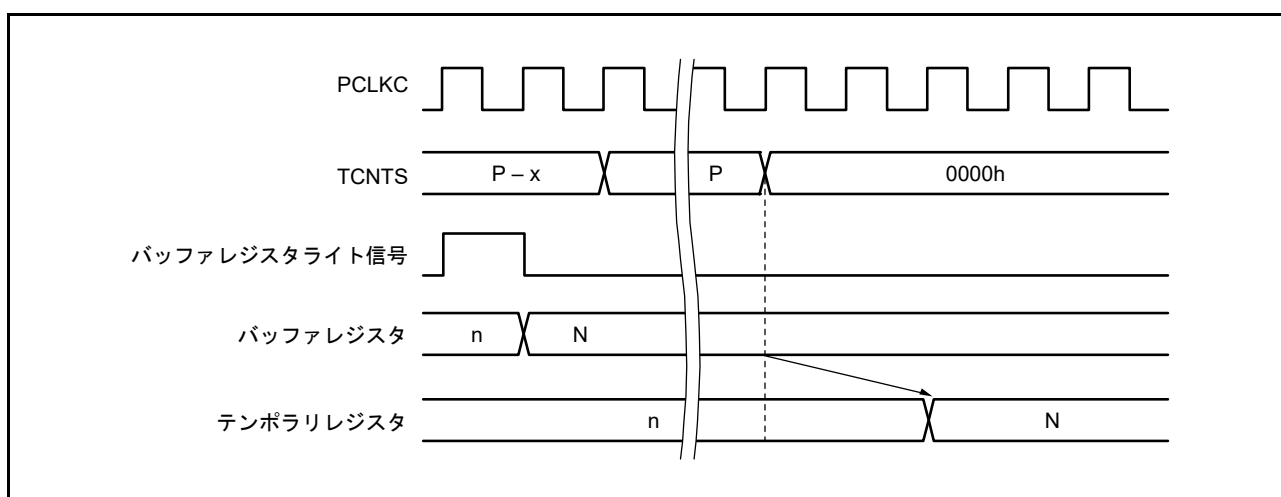 PCLKC
TCNTS
P – x
P
0000h
バッファレジスタライト信号
バッファレジスタ
n
N
テンポラリレジスタ
n
N